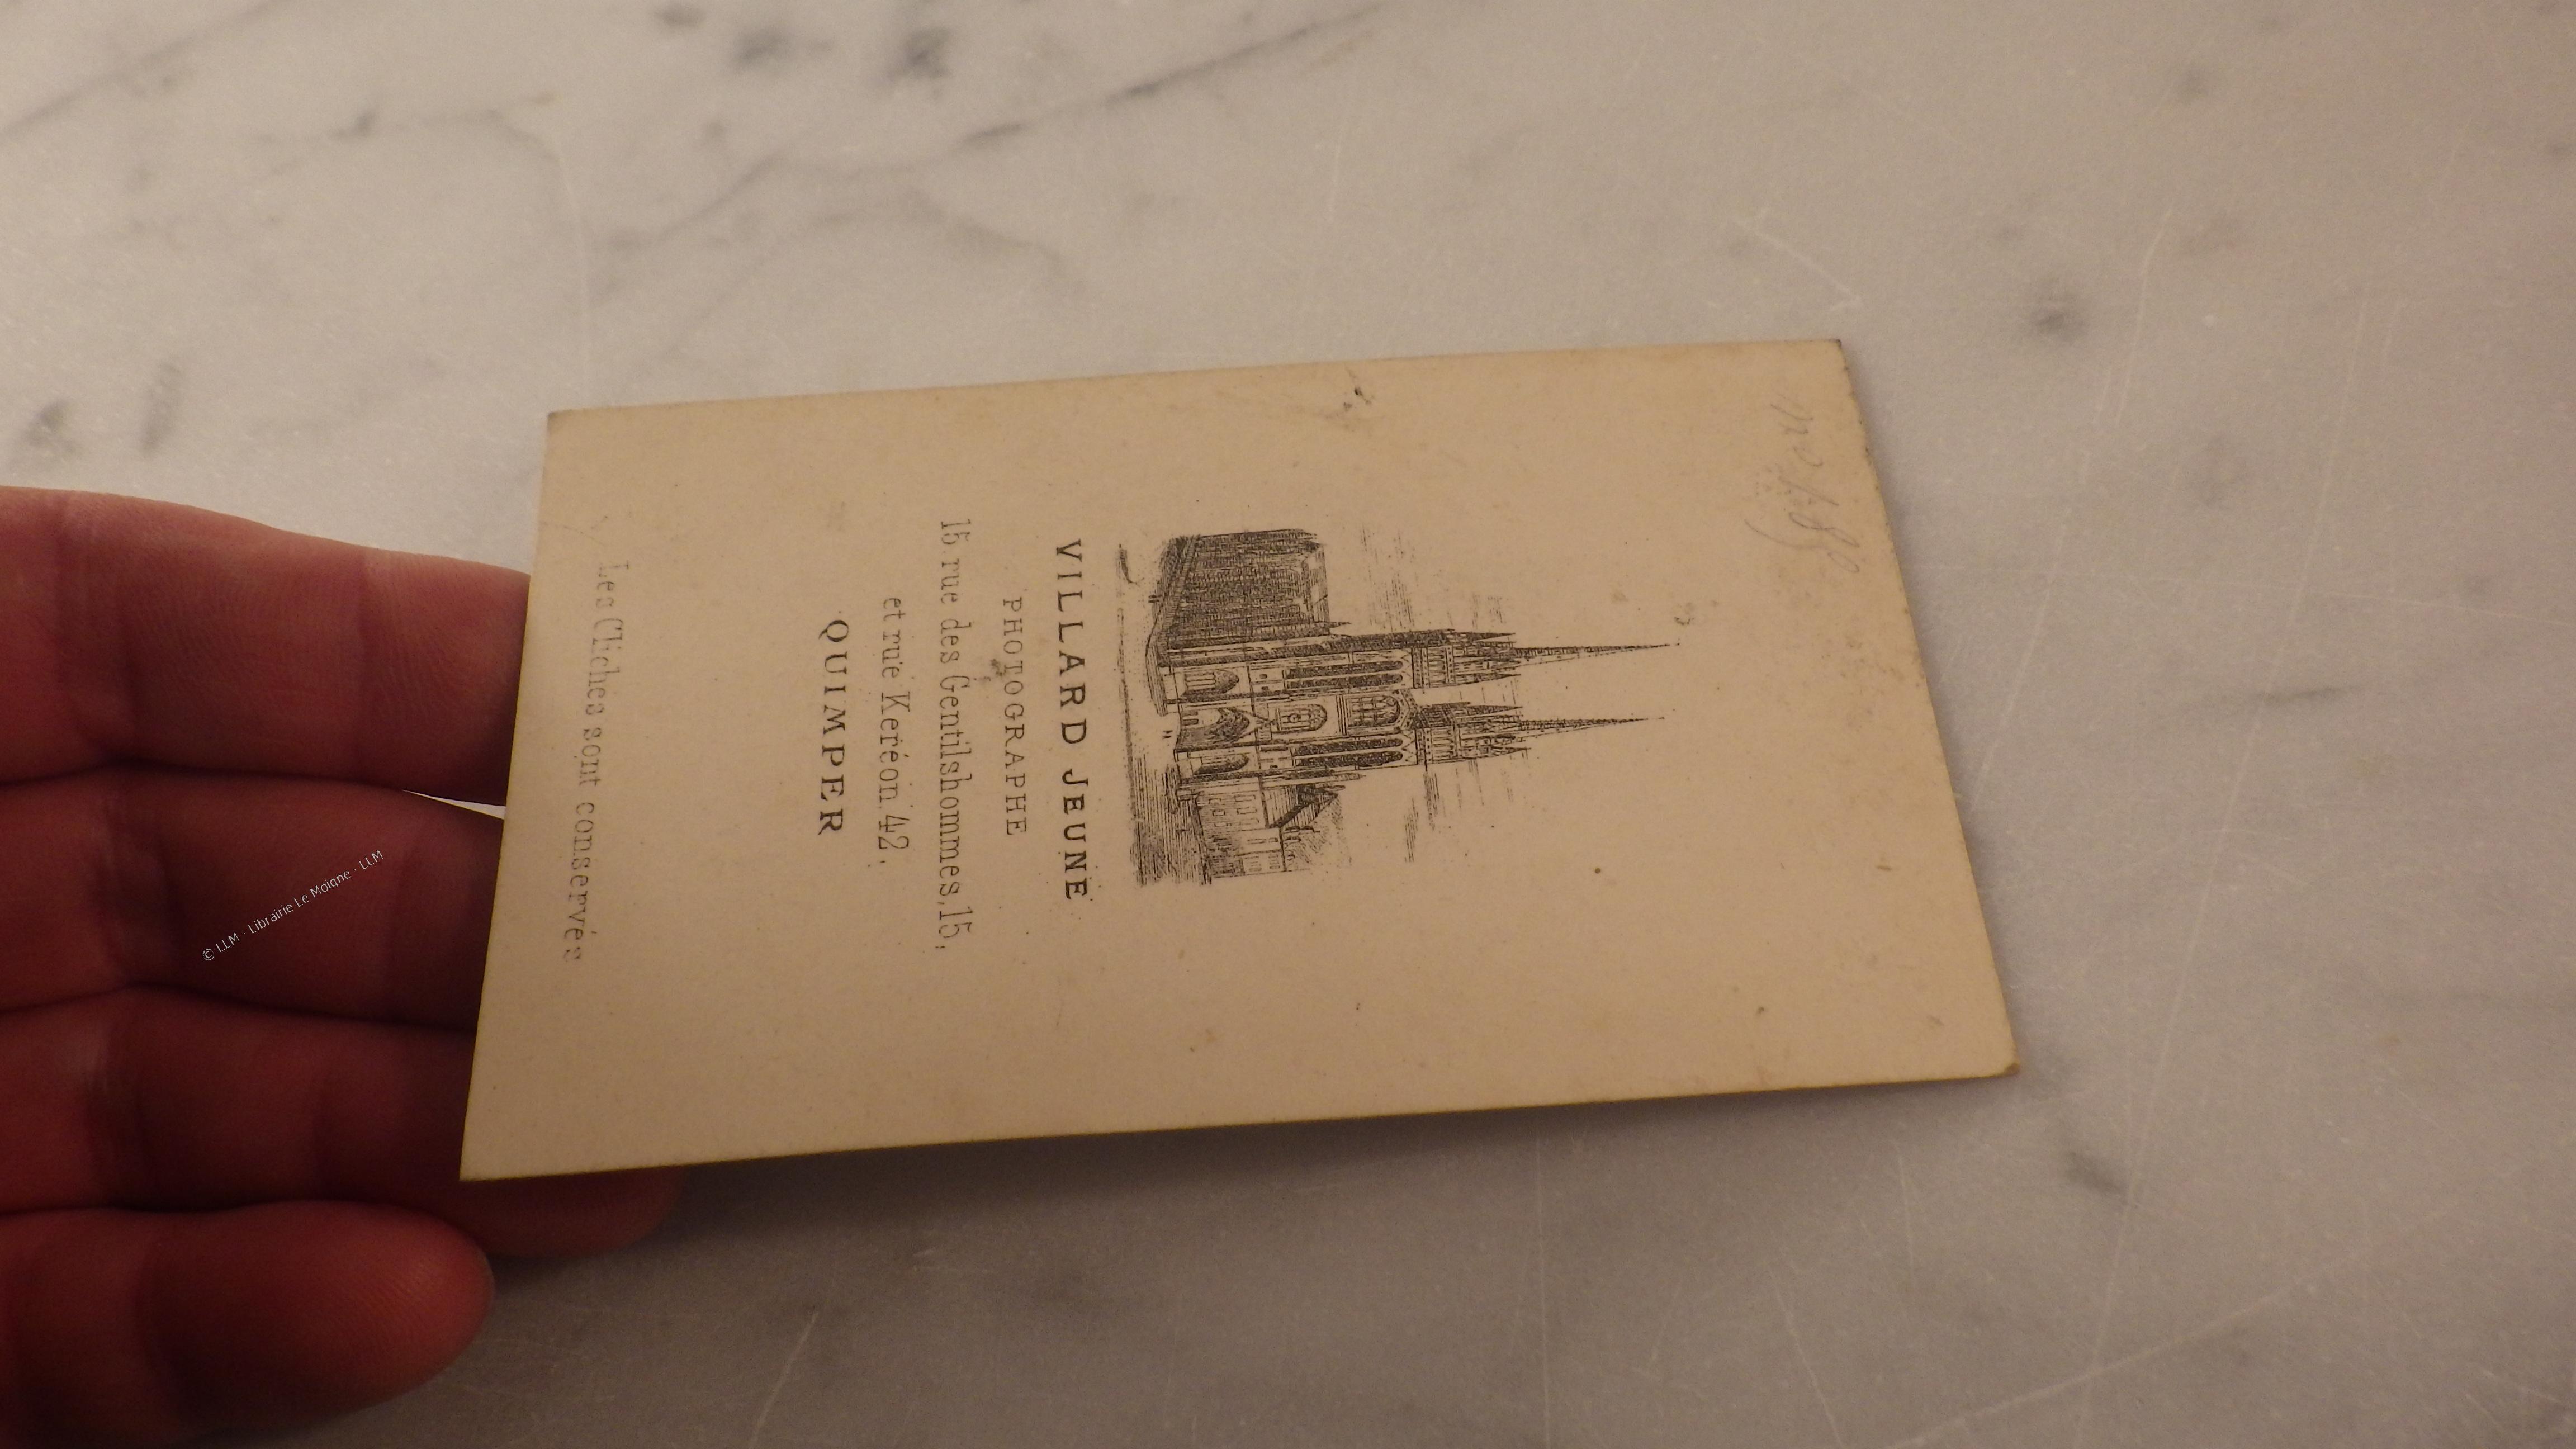 VILLARD JEUNE
PHOTOGRAPHE
15 rue des Gentilshommes, 15,
et rue Keréon 42,
QUIMPER
Les Clichés sont conservés
© LLM - Librairie Le Moigne - LLM